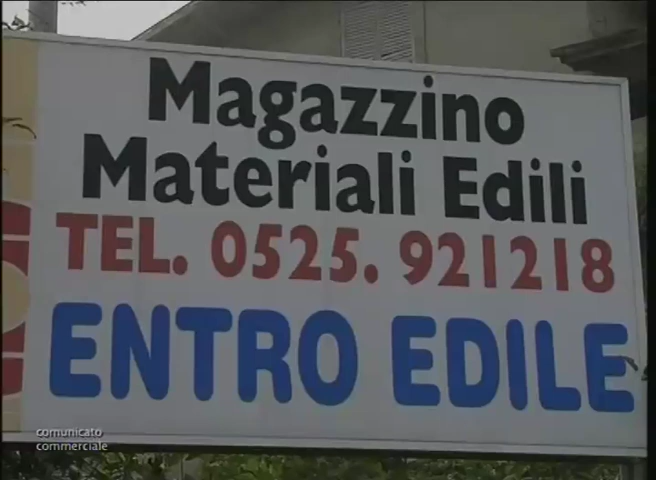 Magazzino
Materiali Edili
TEL. 0525. 921218
ENTRO EDILE
comunicato
commerciale